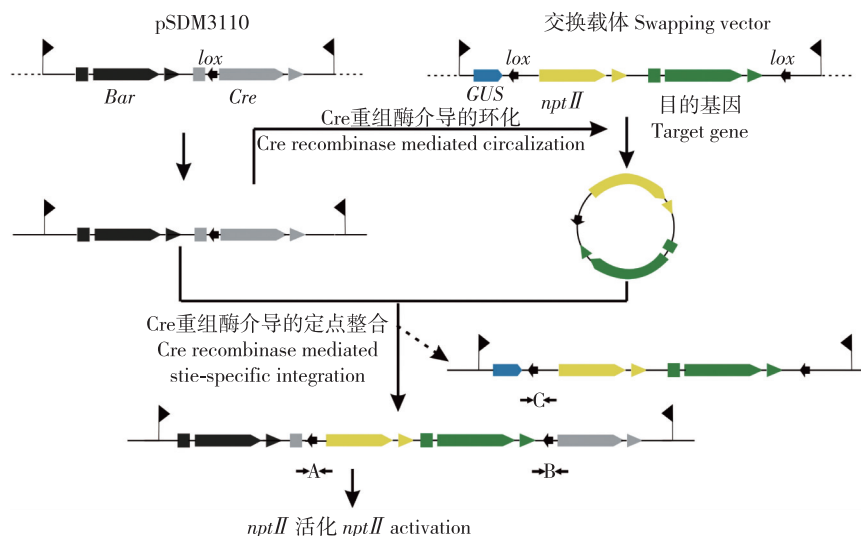 pSDM3110
交换载体 Swapping vector
lox
lox
lox
Bar
Cre
GUS
nptⅡ
目的基因
Target gene
Cre重组酶介导的环化
Cre recombinase mediated circalization
Cre重组酶介导的定点整合
Cre recombinase mediated
stie-specific integration
C
A
B
nptⅡ 活化 nptⅡ activation